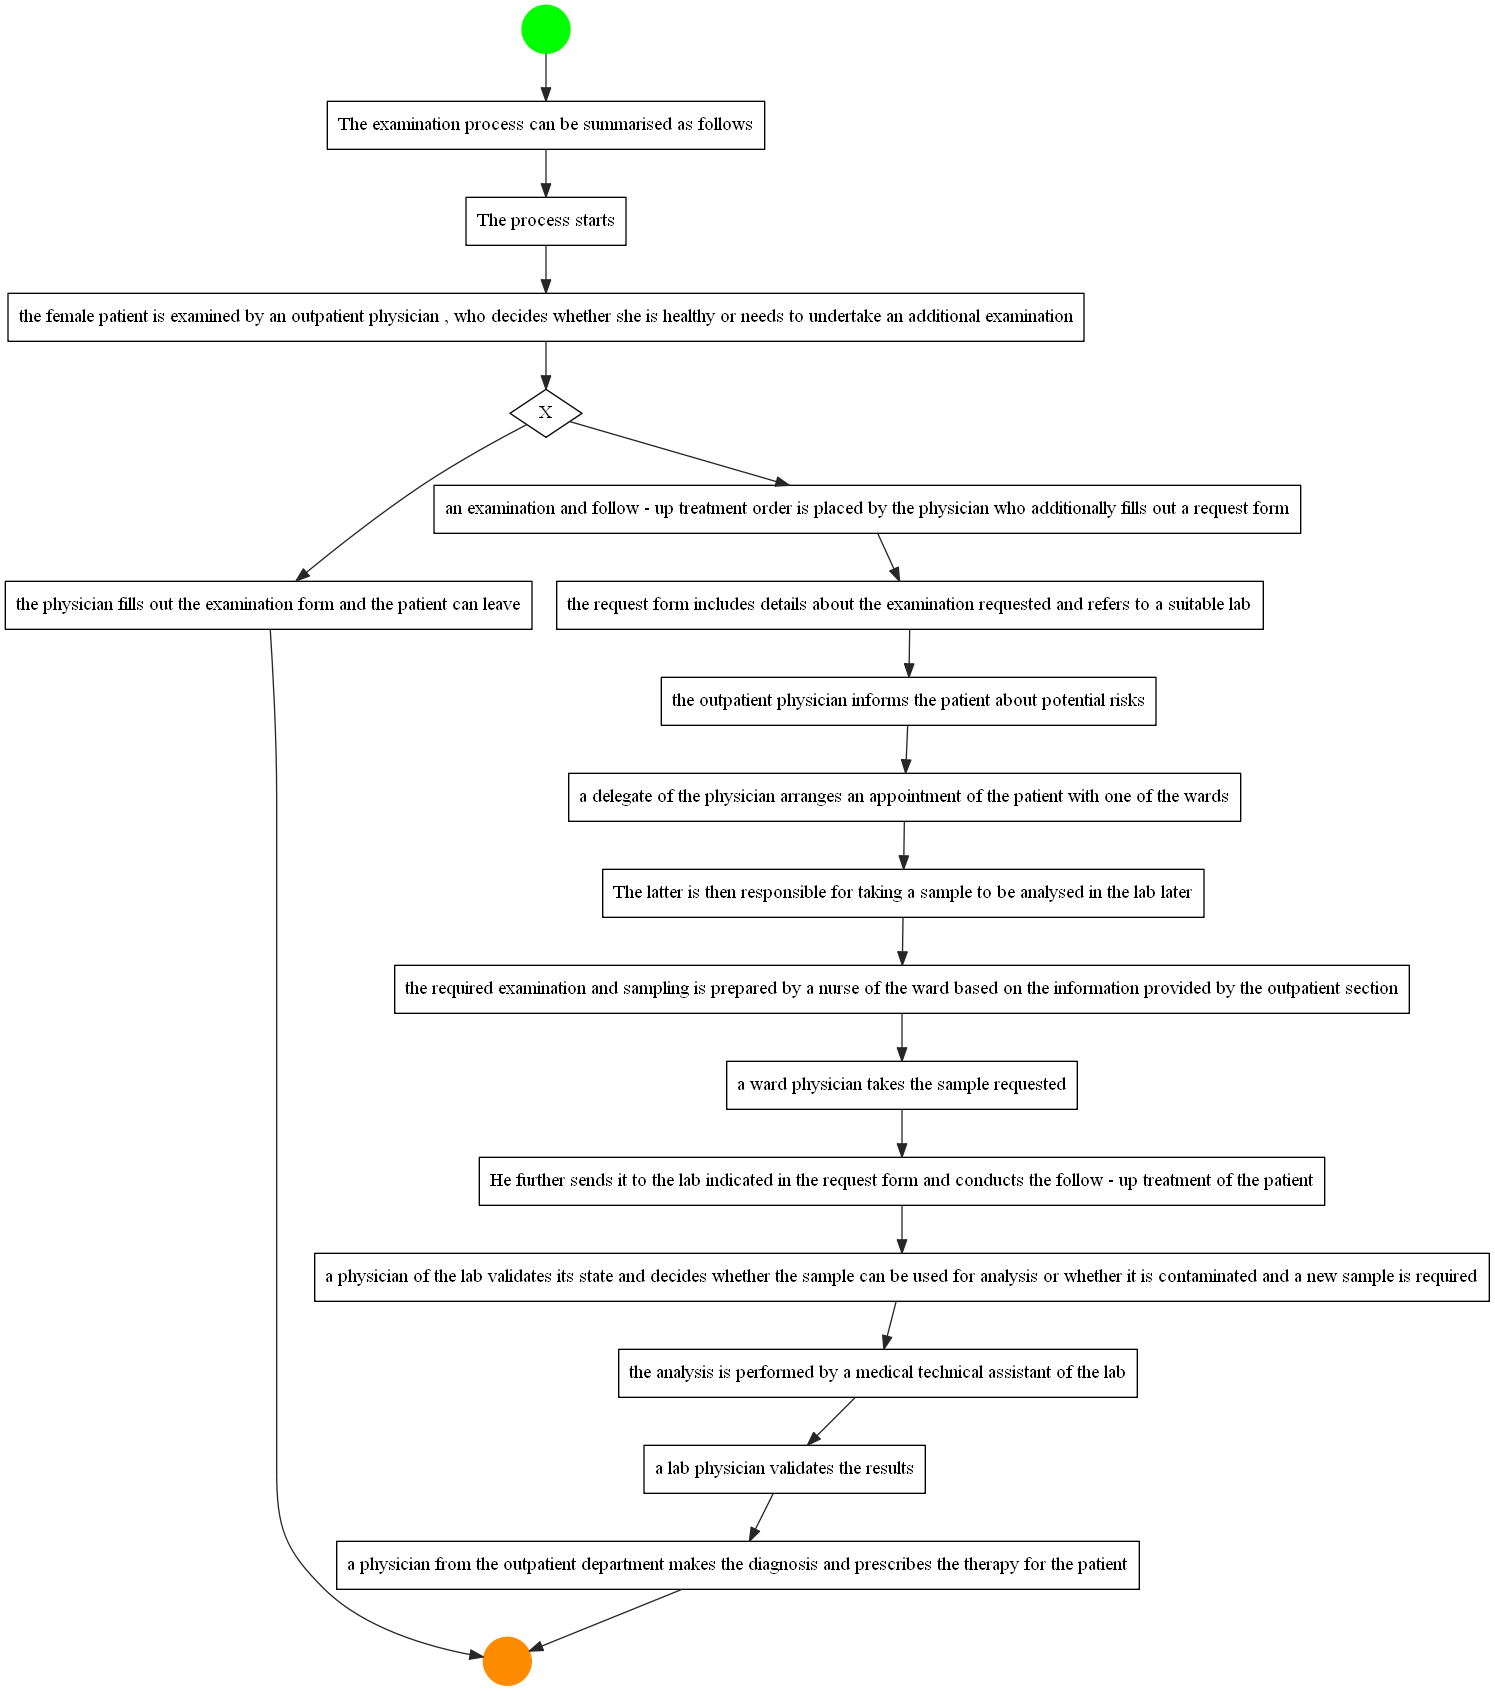 The examination process can be summarised as follows
The process starts
the female patient is examined by an outpatient physician , who decides whether she is healthy or needs to undertake an additional examination
X
an examination and follow - up treatment order is placed by the physician who additionally fills out a request form
the physician fills out the examination form and the patient can leave
the request form includes details about the examination requested and refers to a suitable lab
the outpatient physician informs the patient about potential risks
a delegate of the physician arranges an appointment of the patient with one of the wards
The latter is then responsible for taking a sample to be analysed in the lab later
the required examination and sampling is prepared by a nurse of the ward based on the information provided by the outpatient section
a ward physician takes the sample requested
He further sends it to the lab indicated in the request form and conducts the follow - up treatment of the patient
a physician of the lab validates its state and decides whether the sample can be used for analysis or whether it is contaminated and a new sample is required
the analysis is performed by a medical technical assistant of the lab
a lab physician validates the results
a physician from the outpatient department makes the diagnosis and prescribes the therapy for the patient